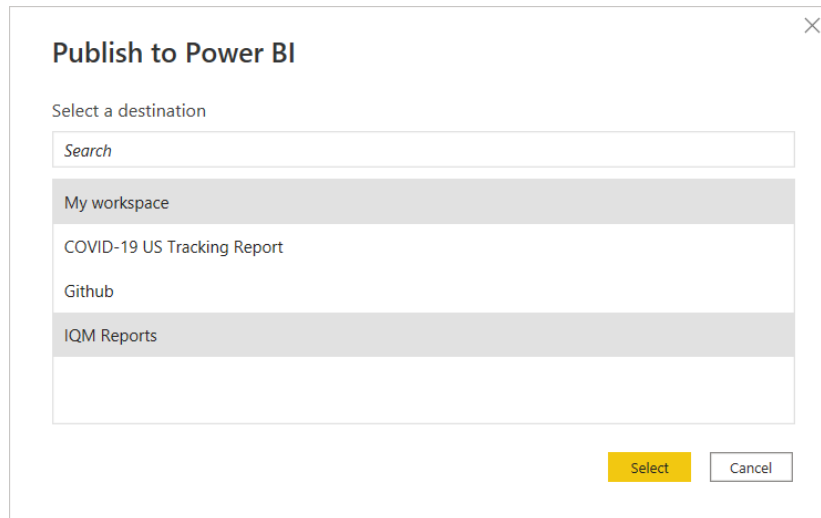 Publish to Power BI
Select a destination
Search
My workspace
COVID-19 US Tracking Report
Github
IQM Reports
Select
Cancel